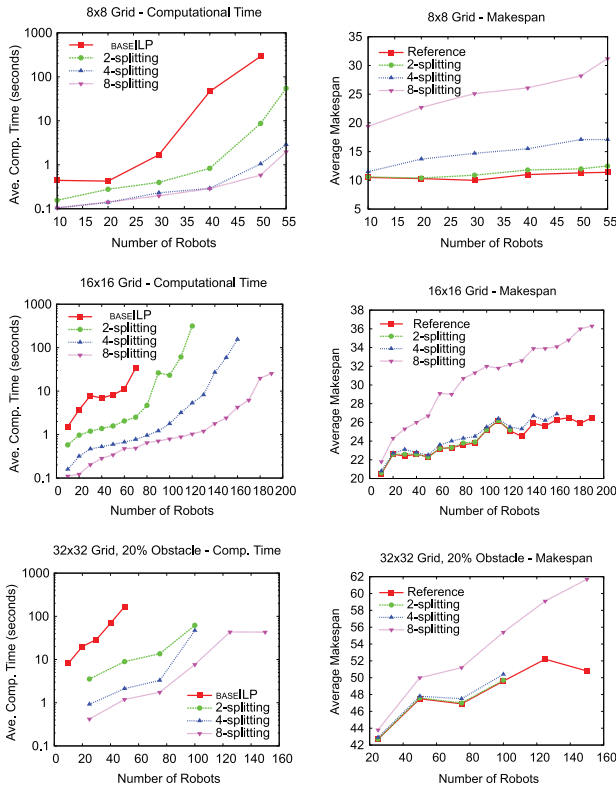 8x8 Grid - Computational Time
Ave. Comp. Time (seconds)
1000
100
10
1
0.1
BASEILP
2-splitting
4-splitting
8-splitting
10 15 20 25 30 35 40 45 50 55
Number of Robots
8x8 Grid - Makespan
Average Makespan
35
30
25
20
15
10
5
Reference
2-splitting
4-splitting
8-splitting
10 15 20 25 30 35 40 45 50 55
Number of Robots
16x16 Grid - Computational Time
Ave. Comp. Time (seconds)
1000
100
10
1
0.1
BASEILP
2-splitting
4-splitting
8-splitting
0 20 40 60 80 100 120 140 160 180 200
Number of Robots
16x16 Grid - Makespan
Average Makespan
38
36
34
32
30
28
26
24
22
20
Reference
2-splitting
4-splitting
8-splitting
0 20 40 60 80 100 120 140 160 180 200
Number of Robots
32x32 Grid, 20% Obstacle - Comp. Time
Ave. Comp. Time (seconds)
1000
100
10
1
0.1
BASEILP
2-splitting
4-splitting
8-splitting
0 20 40 60 80 100 120 140 160
Number of Robots
32x32 Grid, 20% Obstacle - Makespan
Average Makespan
62
60
58
56
54
52
50
48
46
44
42
Reference
2-splitting
4-splitting
8-splitting
20 40 60 80 100 120 140 160
Number of Robots